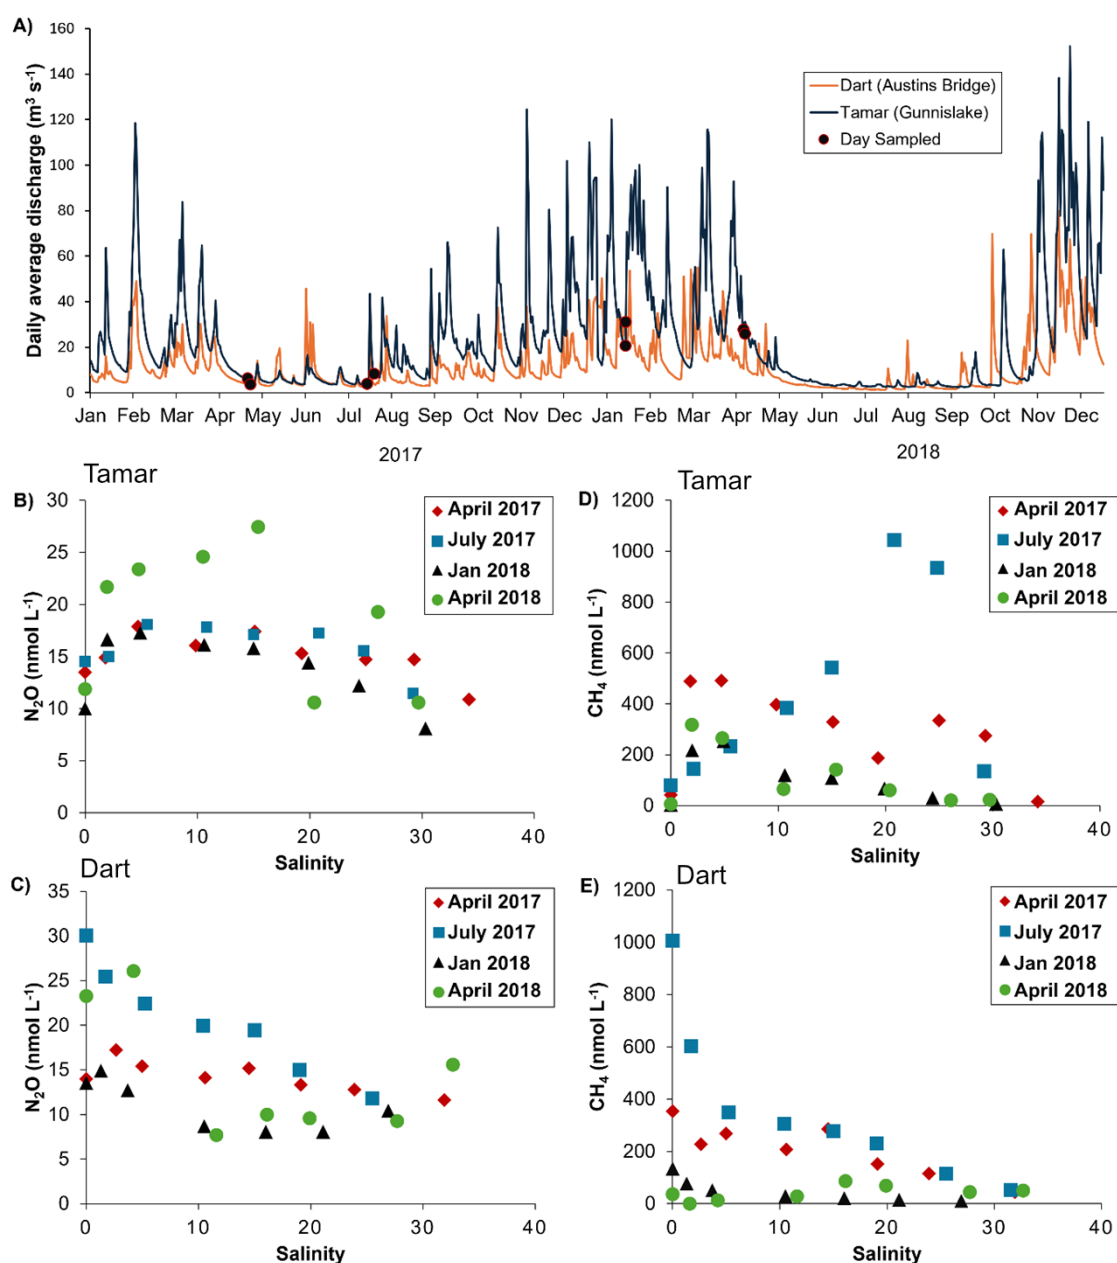 A)
Daily average discharge (m³ s⁻¹)
160
140
120
100
80
60
40
20
0
Dart (Austins Bridge)
Tamar (Gunnislake)
Day Sampled
Jan Feb Mar Apr May Jun Jul Aug Sep Oct Nov Dec Jan Feb Mar Apr May Jun Jul Aug Sep Oct Nov Dec
2017 2018
Tamar
B)
N₂O (nmol L⁻¹)
30
25
20
15
10
5
0
April 2017
July 2017
Jan 2018
April 2018
0 10 20 30 40
Salinity
Tamar
D)
CH₄ (nmol L⁻¹)
1200
1000
800
600
400
200
0
April 2017
July 2017
Jan 2018
April 2018
0 10 20 30 40
Salinity
Dart
C)
N₂O (nmol L⁻¹)
35
30
25
20
15
10
5
0
April 2017
July 2017
Jan 2018
April 2018
0 10 20 30 40
Salinity
Dart
E)
CH₄ (nmol L⁻¹)
1200
1000
800
600
400
200
0
April 2017
July 2017
Jan 2018
April 2018
0 10 20 30 40
Salinity